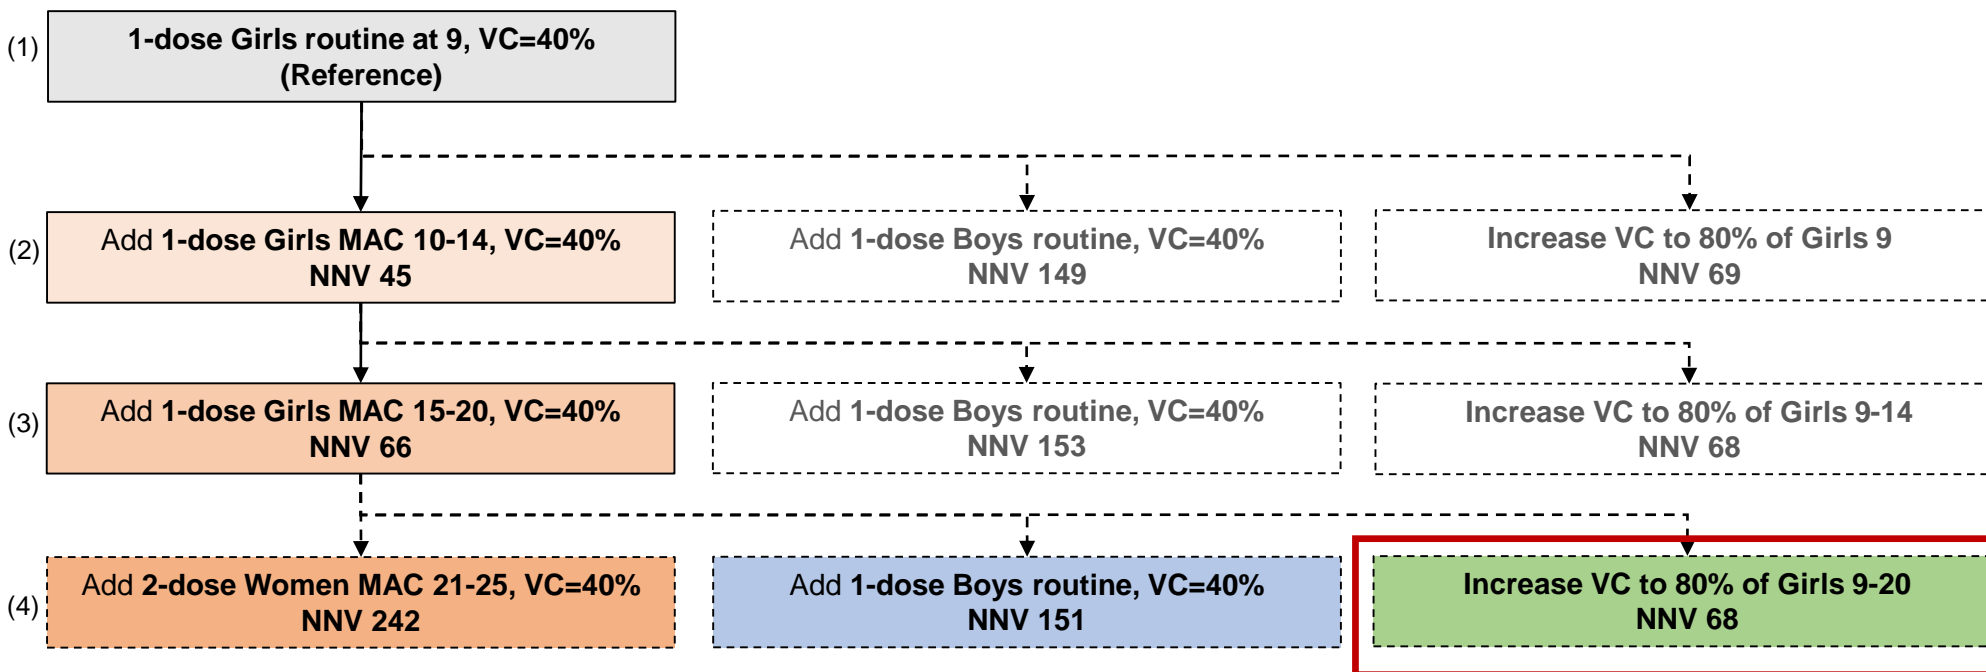 (1)
1-dose Girls routine at 9, VC=40%
(Reference)
(2)
Add 1-dose Girls MAC 10-14, VC=40%
NNV 45
Add 1-dose Boys routine, VC=40%
NNV 149
Increase VC to 80% of Girls 9
NNV 69
(3)
Add 1-dose Girls MAC 15-20, VC=40%
NNV 66
Add 1-dose Boys routine, VC=40%
NNV 153
Increase VC to 80% of Girls 9-14
NNV 68
(4)
Add 2-dose Women MAC 21-25, VC=40%
NNV 242
Add 1-dose Boys routine, VC=40%
NNV 151
Increase VC to 80% of Girls 9-20
NNV 68